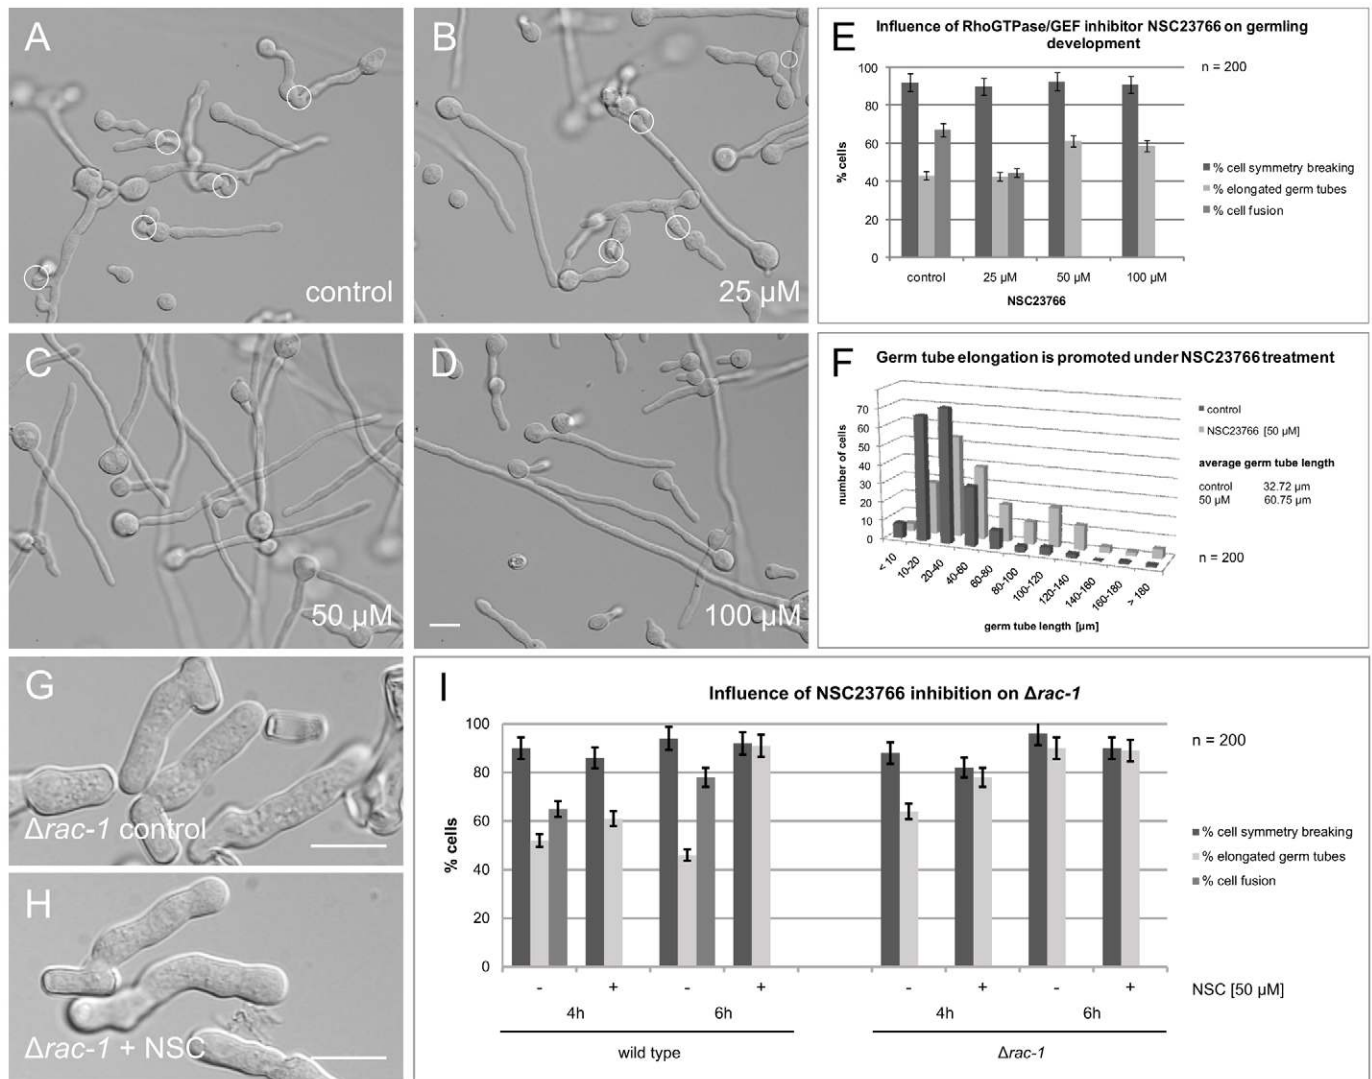 A
control
B
25 µM
C
50 µM
D
100 µM
E
Influence of RhoGTPase/GEF inhibitor NSC23766 on germling
development
n = 200
100
80
60
40
20
0
% cells
control 25 µM 50 µM 100 µM
NSC23766
% cell symmetry breaking
% elongated germ tubes
% cell fusion
F
Germ tube elongation is promoted under NSC23766 treatment
70
60
50
40
30
20
10
0
number of cells
< 10 10-20 20-40 40-60 60-80 80-100 100-120 120-140 140-160 160-180 > 180
germ tube length [µm]
control
NSC23766 [50 µM]
average germ tube length
control 32.72 µm
50 µM 60.75 µm
n = 200
G
Δrac-1 control
H
Δrac-1 + NSC
I
Influence of NSC23766 inhibition on Δrac-1
100
80
60
40
20
0
% cells
n = 200
% cell symmetry breaking
% elongated germ tubes
% cell fusion
- + - + - + - +
NSC [50 µM]
4h 6h 4h 6h
wild type Δrac-1